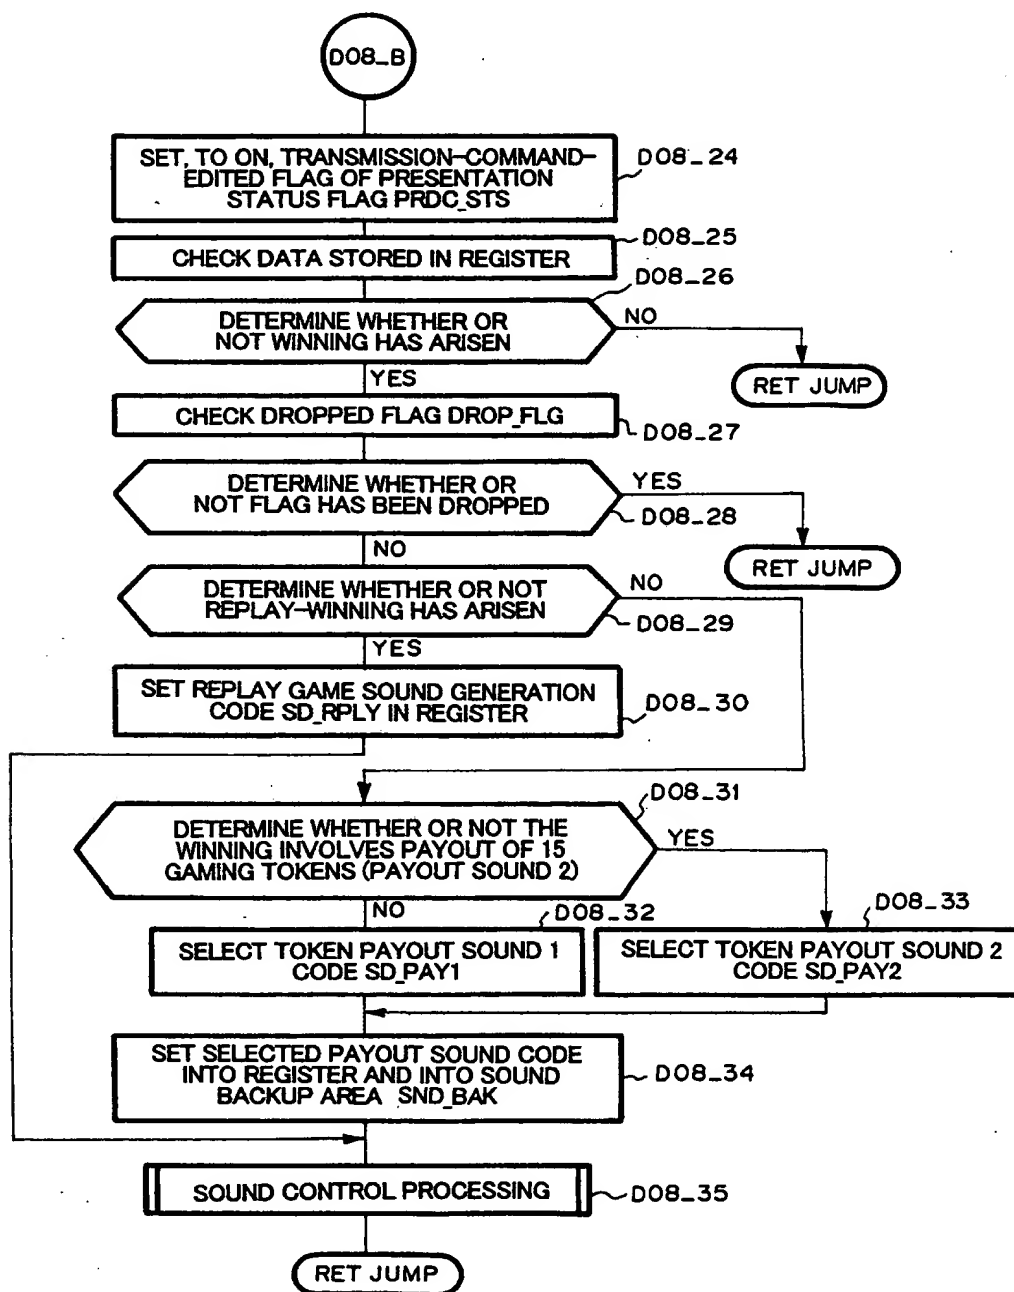 D08_B
SET, TO ON, TRANSMISSION-COMMAND-
EDITED FLAG OF PRESENTATION
STATUS FLAG PRDC_STS
D08_24
D08_25
CHECK DATA STORED IN REGISTER
D08_26
DETERMINE WHETHER OR
NOT WINNING HAS ARISEN
NO
RET JUMP
YES
CHECK DROPPED FLAG DROP_FLG
D08_27
DETERMINE WHETHER OR
NOT FLAG HAS BEEN DROPPED
YES
D08_28
RET JUMP
NO
DETERMINE WHETHER OR NOT
REPLAY-WINNING HAS ARISEN
NO
D08_29
YES
SET REPLAY GAME SOUND GENERATION
CODE SD_RPLY IN REGISTER
D08_30
D08_31
DETERMINE WHETHER OR NOT THE
WINNING INVOLVES PAYOUT OF 15
GAMING TOKENS (PAYOUT SOUND 2)
YES
NO
D08_32
D08_33
SELECT TOKEN PAYOUT SOUND 1
CODE SD_PAY1
SELECT TOKEN PAYOUT SOUND 2
CODE SD_PAY2
SET SELECTED PAYOUT SOUND CODE
INTO REGISTER AND INTO SOUND
BACKUP AREA SND_BAK
D08_34
SOUND CONTROL PROCESSING
D08_35
RET JUMP